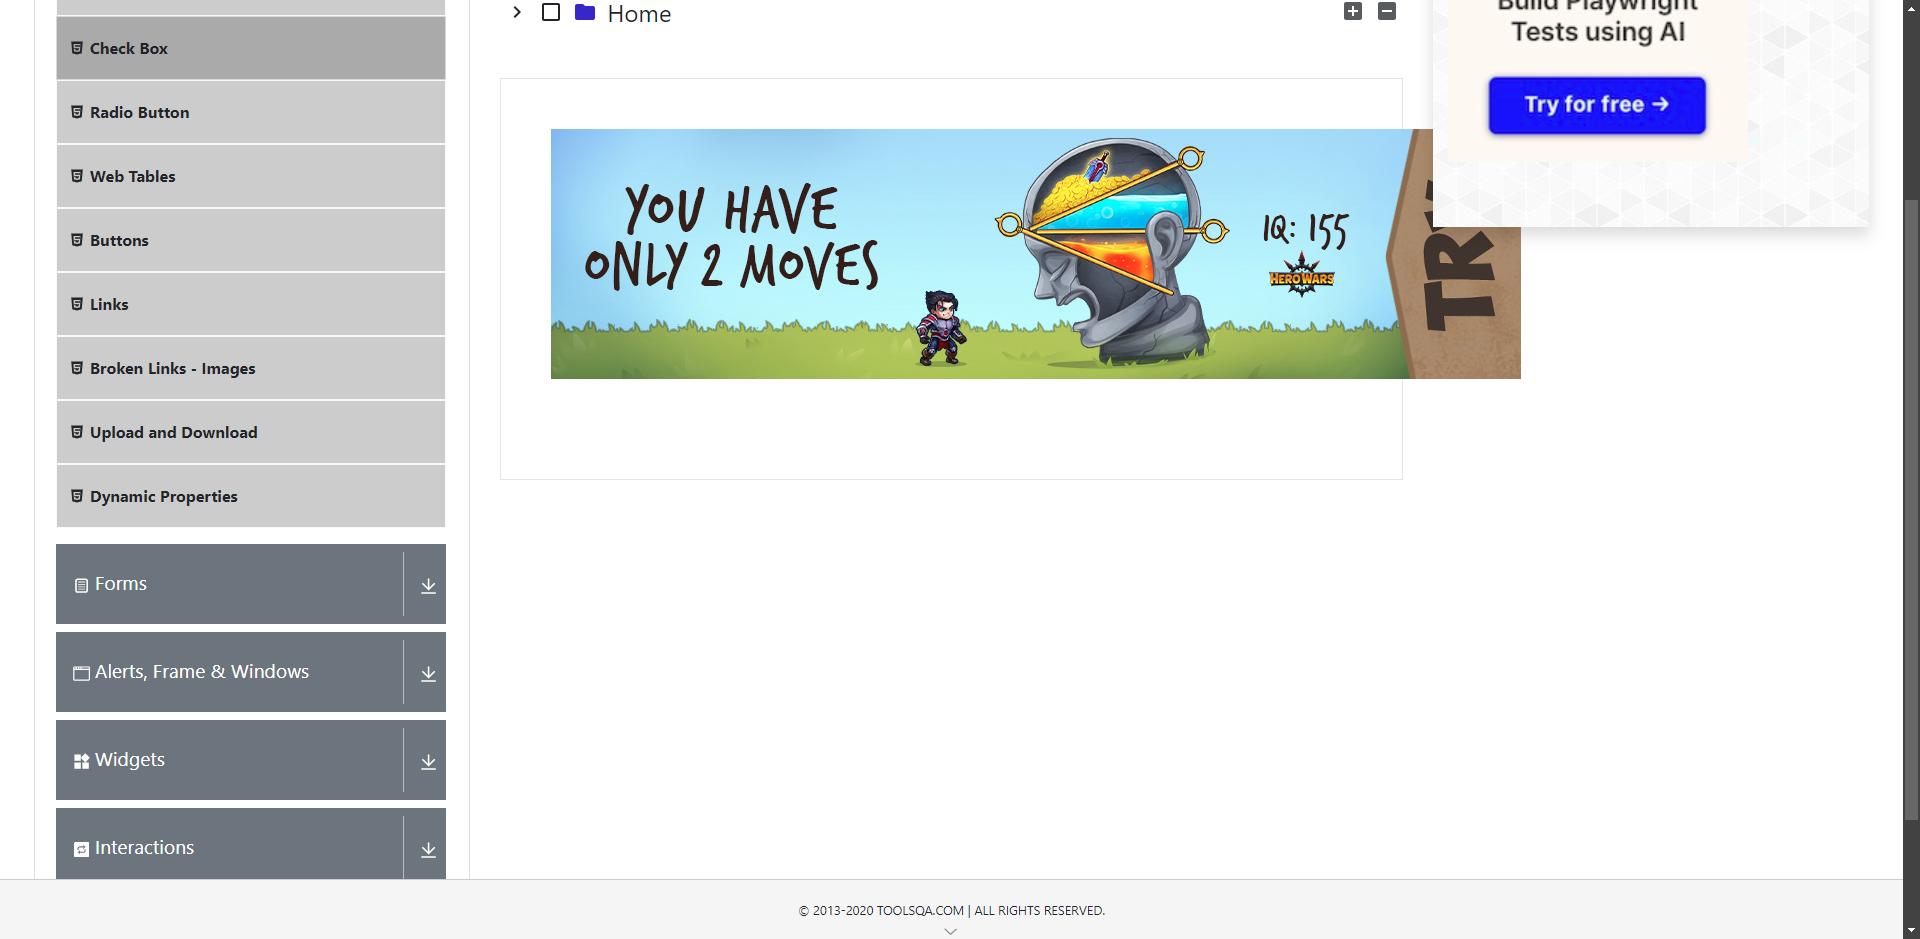 Home
Check Box
Radio Button
Web Tables
Buttons
Links
Broken Links - Images
Upload and Download
Dynamic Properties
Forms
Alerts, Frame & Windows
Widgets
Interactions
YOU HAVE
ONLY 2 MOVES
IQ: 155
HERO WARS
TR
Build Playwright
Tests using AI
Try for free →
© 2013-2020 TOOLSQA.COM | ALL RIGHTS RESERVED.